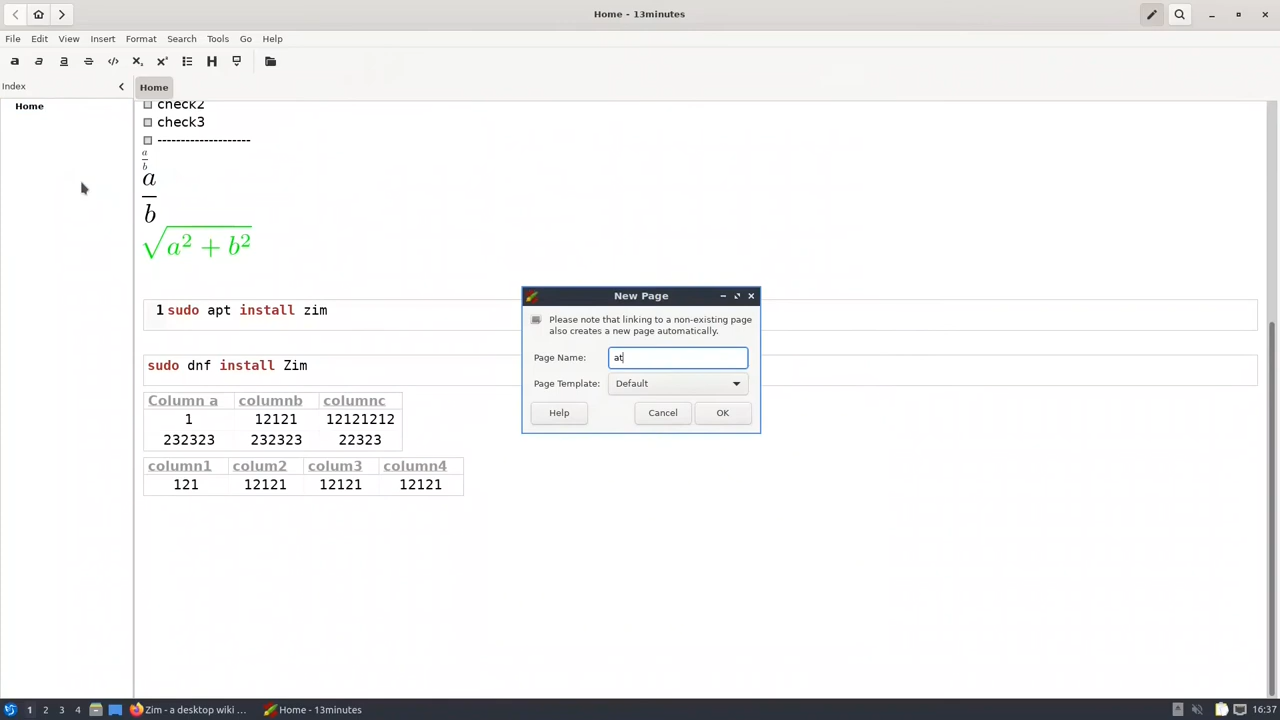 Home - 13minutes
File Edit View Insert Format Search Tools Go Help
Index
Home
Home
check2
check3
--------------------
a
b
a
b
√a² + b²
1 sudo apt install zim
sudo dnf install Zim
Column a columnb columnc
1 12121 12121212
232323 232323 22323
column1 colum2 colum3 column4
121 12121 12121 12121
New Page
Please note that linking to a non-existing page
also creates a new page automatically.
Page Name: at
Page Template: Default
Help Cancel OK
1 2 3 4 Zim - a desktop wiki ... Home - 13minutes 16:37